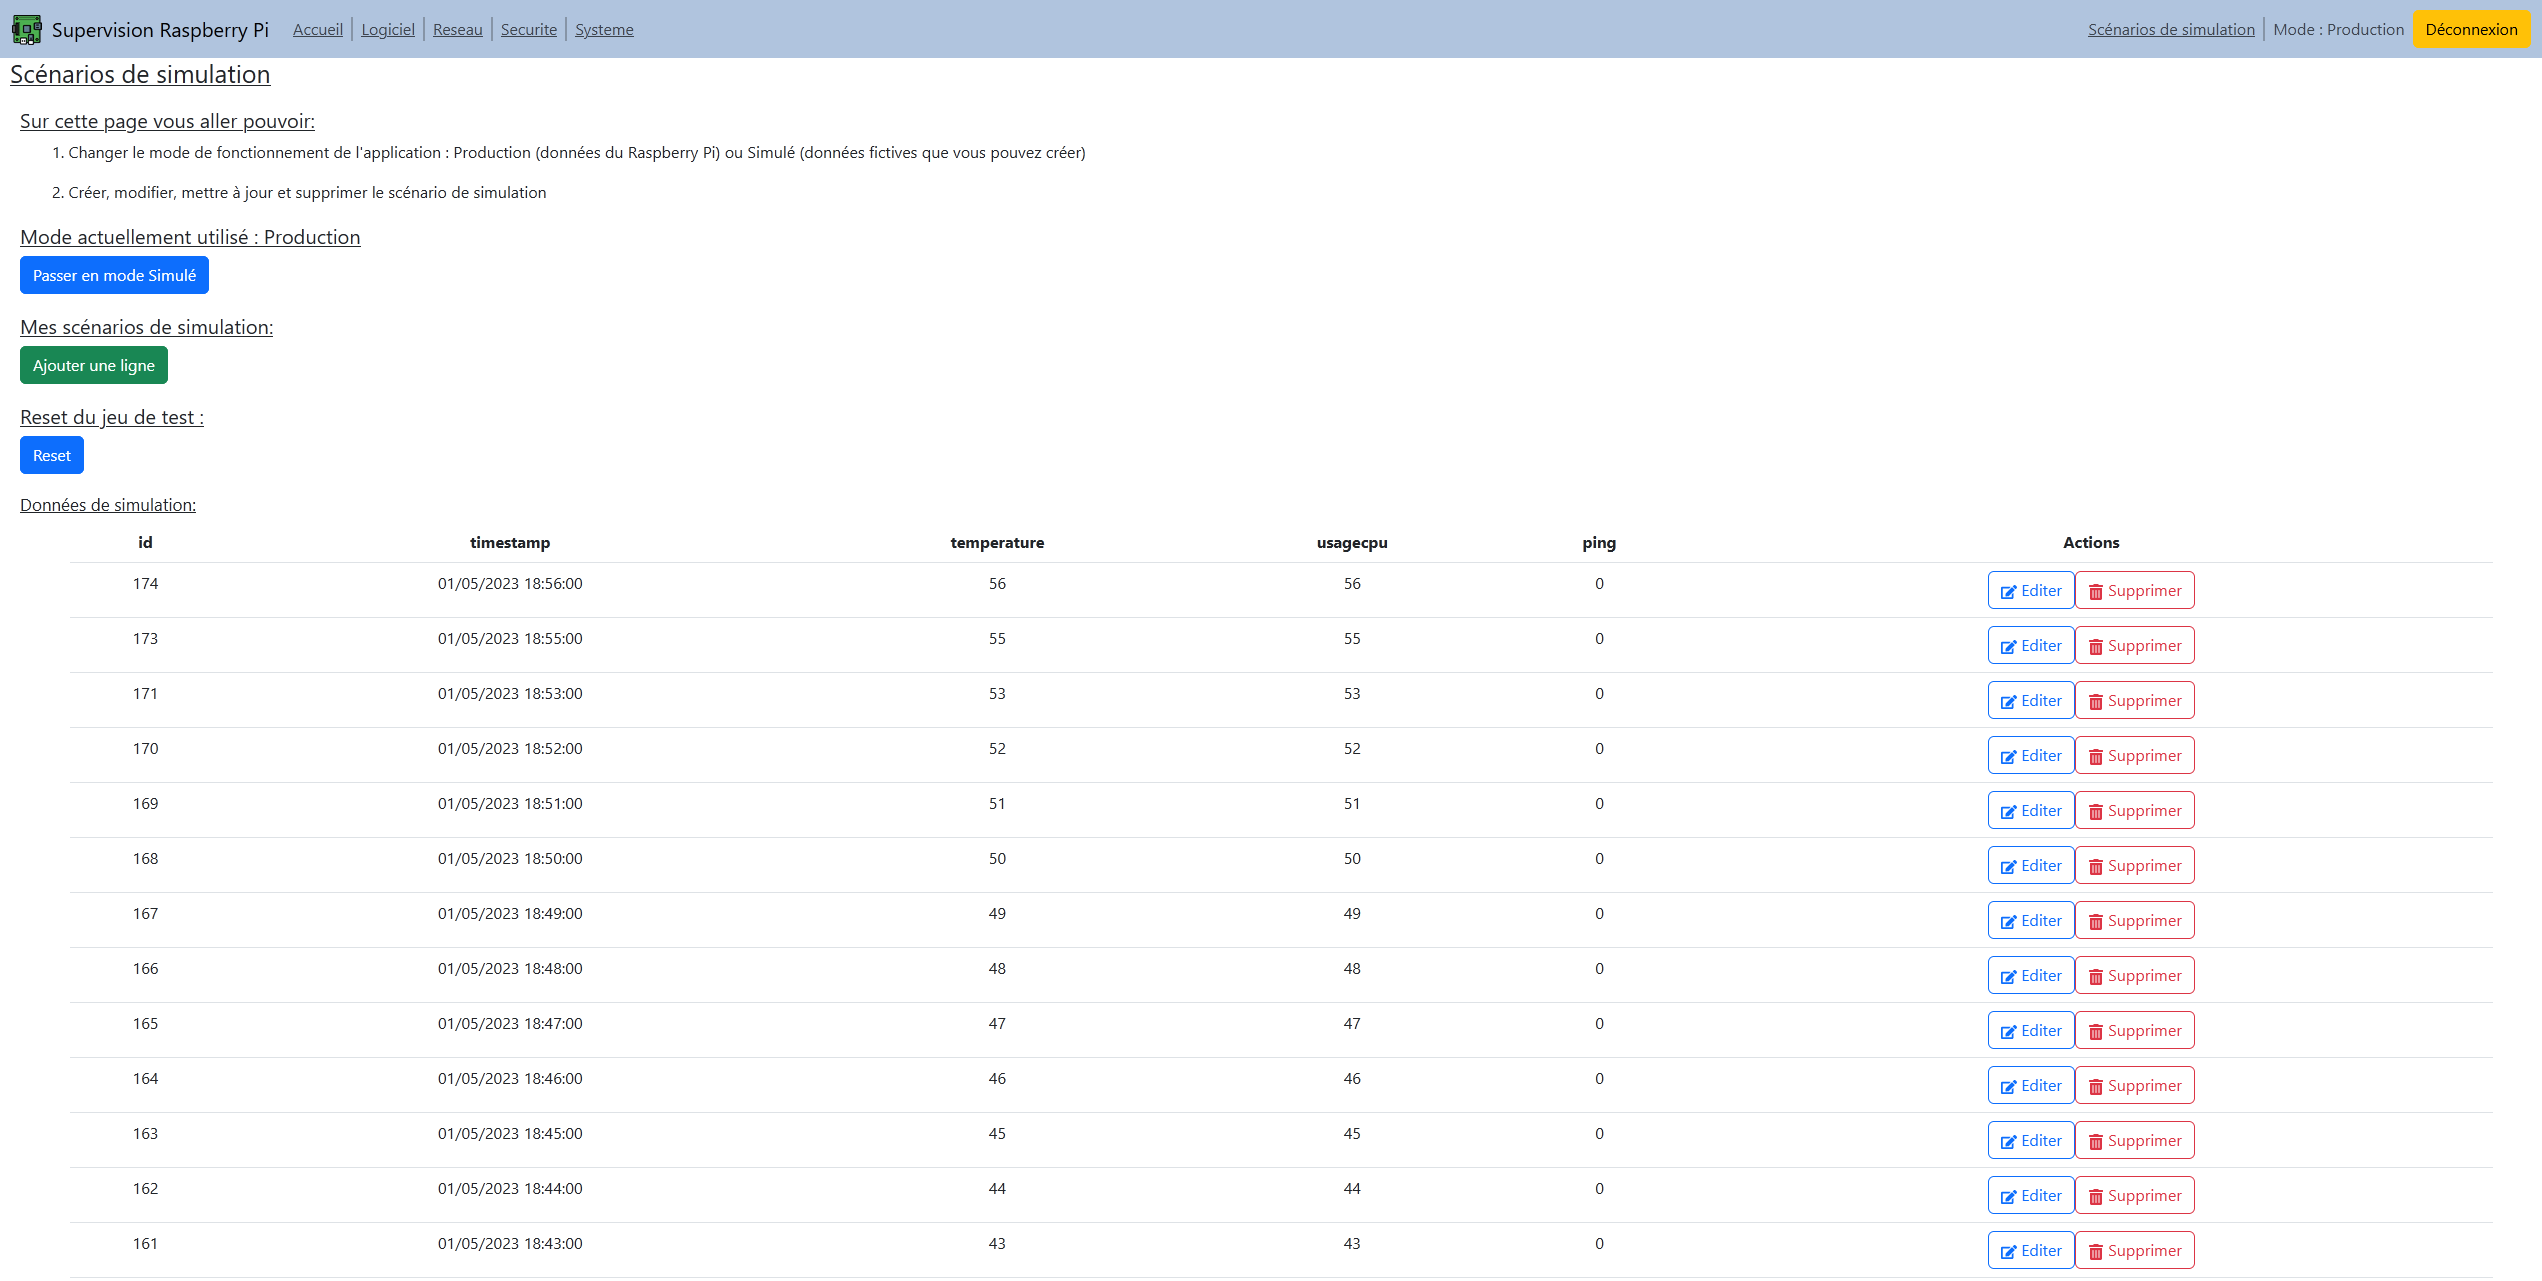 Supervision Raspberry Pi Accueil Logiciel Reseau Securite Systeme Scénarios de simulation Mode : Production Déconnexion
Scénarios de simulation
Sur cette page vous aller pouvoir:
1. Changer le mode de fonctionnement de l'application : Production (données du Raspberry Pi) ou Simulé (données fictives que vous pouvez créer)
2. Créer, modifier, mettre à jour et supprimer le scénario de simulation
Mode actuellement utilisé : Production
Passer en mode Simulé
Mes scénarios de simulation:
Ajouter une ligne
Reset du jeu de test :
Reset
Données de simulation:
id timestamp temperature usagecpu ping Actions
174 01/05/2023 18:56:00 56 56 0 Editer Supprimer
173 01/05/2023 18:55:00 55 55 0 Editer Supprimer
171 01/05/2023 18:53:00 53 53 0 Editer Supprimer
170 01/05/2023 18:52:00 52 52 0 Editer Supprimer
169 01/05/2023 18:51:00 51 51 0 Editer Supprimer
168 01/05/2023 18:50:00 50 50 0 Editer Supprimer
167 01/05/2023 18:49:00 49 49 0 Editer Supprimer
166 01/05/2023 18:48:00 48 48 0 Editer Supprimer
165 01/05/2023 18:47:00 47 47 0 Editer Supprimer
164 01/05/2023 18:46:00 46 46 0 Editer Supprimer
163 01/05/2023 18:45:00 45 45 0 Editer Supprimer
162 01/05/2023 18:44:00 44 44 0 Editer Supprimer
161 01/05/2023 18:43:00 43 43 0 Editer Supprimer